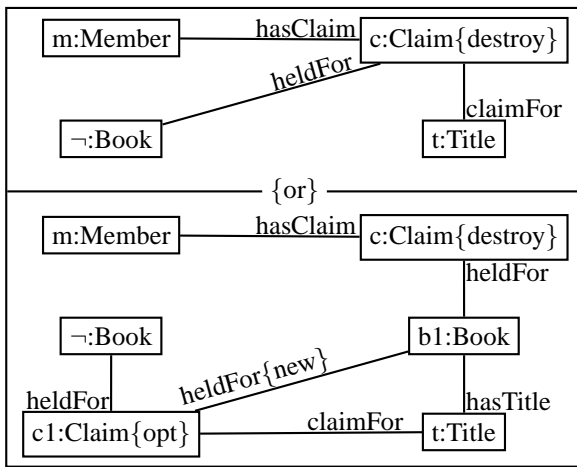 m:Member hasClaim c:Claim{destroy}
heldFor
claimFor
¬:Book t:Title
{or}
m:Member hasClaim c:Claim{destroy}
heldFor
¬:Book b1:Book
heldFor{new}
heldFor hasTitle
c1:Claim{opt} claimFor t:Title